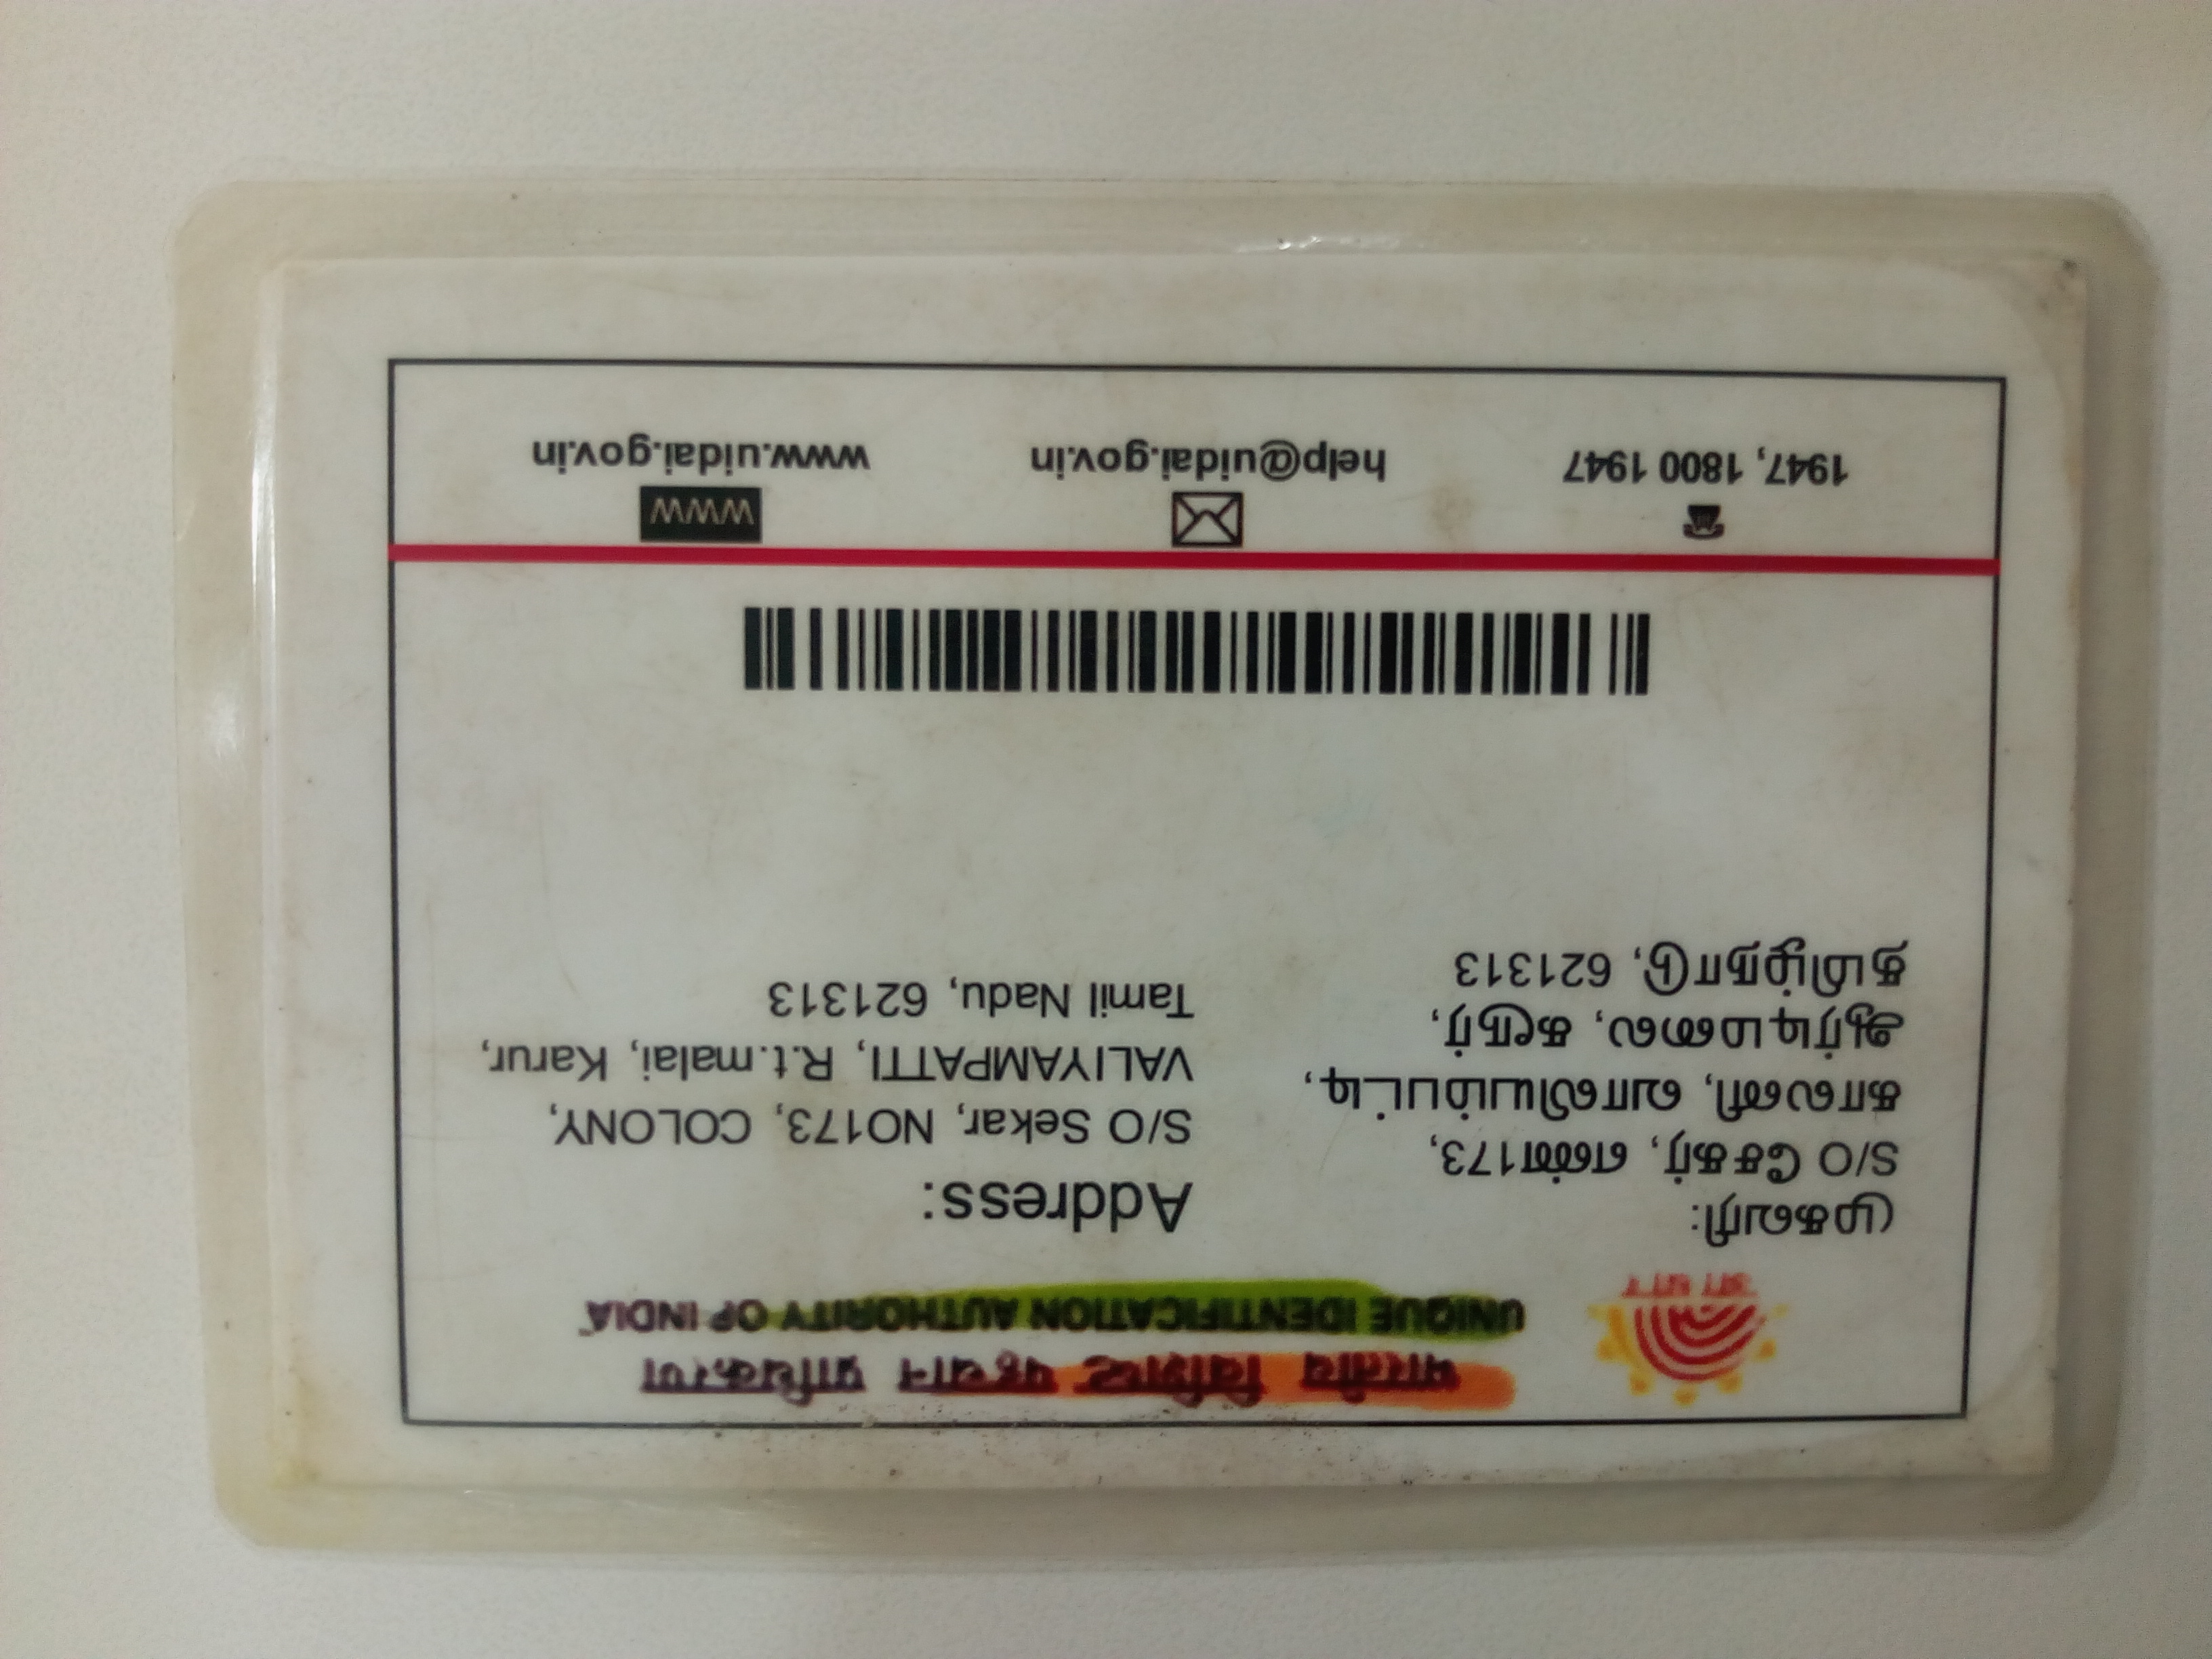 भारतीय विशिष्ट पहचान प्राधिकरण
UNIQUE IDENTIFICATION AUTHORITY OF INDIA
आधार
முகவரி:
S/O சேகர், எண்173,
காலனி, வாலியம்பட்டி,
ஆர்டிமலை, கரூர்,
தமிழ்நாடு, 621313
Address:
S/O Sekar, NO173, COLONY,
VALIYAMPATTI, R.t.malai, Karur,
Tamil Nadu, 621313
1947, 1800 1947
help@uidai.gov.in
WWW
www.uidai.gov.in